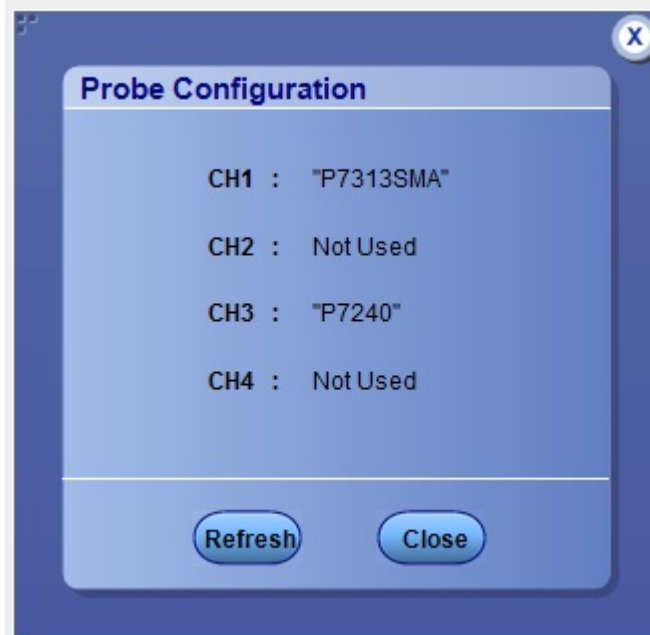 X
Probe Configuration
CH1 : "P7313SMA"
CH2 : Not Used
CH3 : "P7240"
CH4 : Not Used
Refresh Close